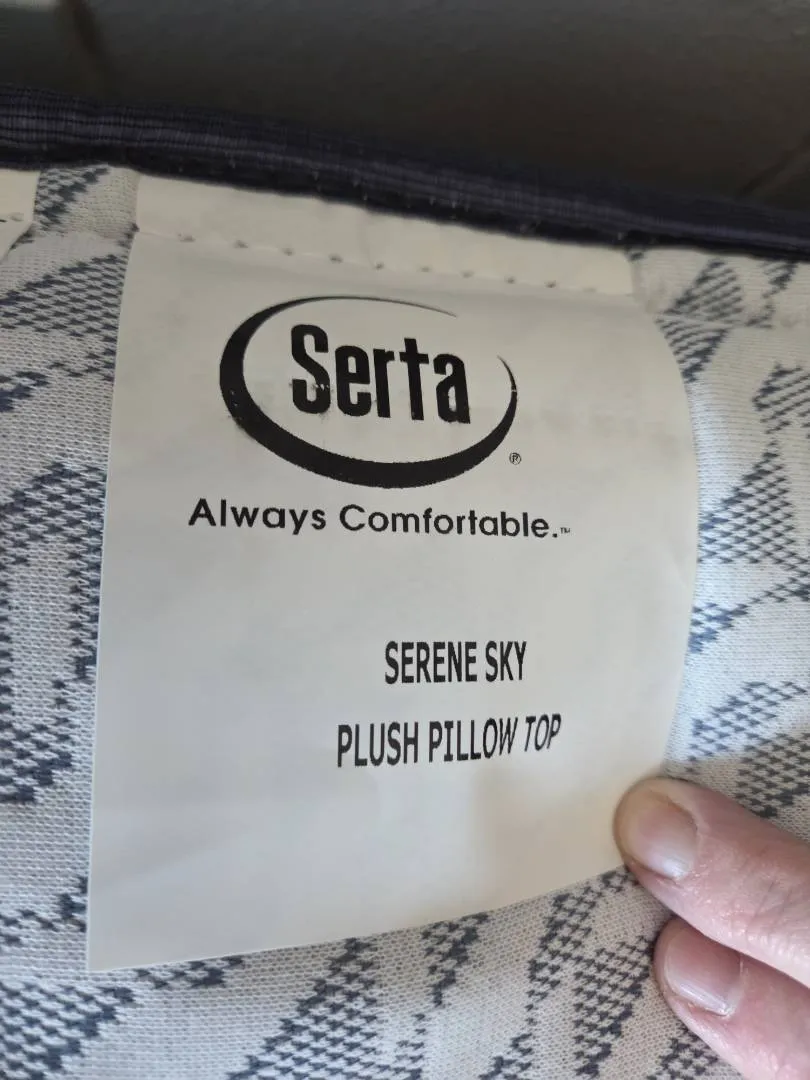 Serta®
Always Comfortable.™
SERENE SKY
PLUSH PILLOW TOP